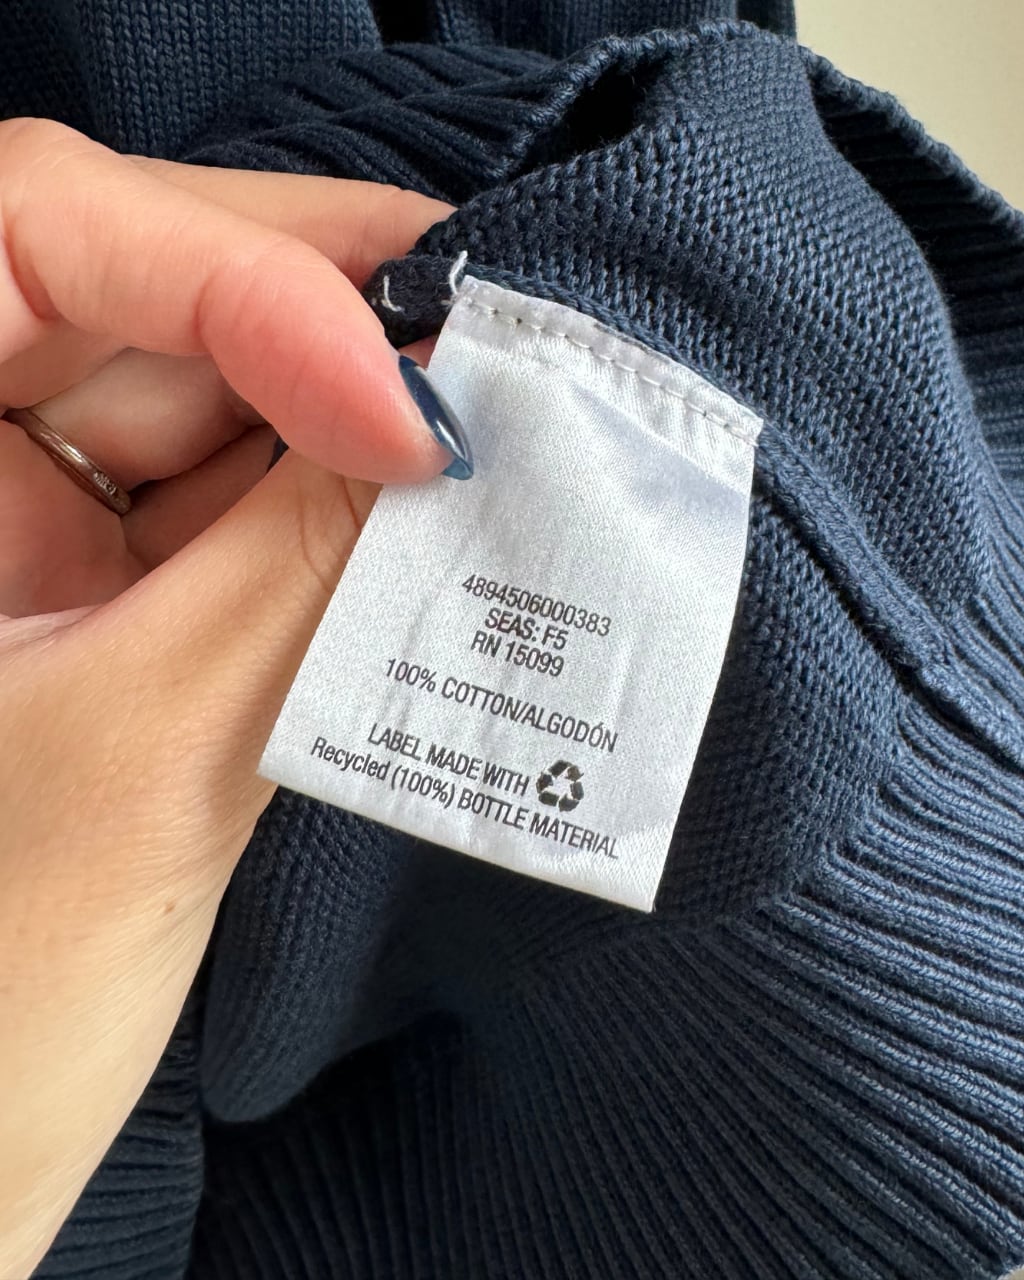 4894506000383
SEAS: F5
RN 15099
100% COTTON/ALGODÓN
LABEL MADE WITH
Recycled (100%) BOTTLE MATERIAL